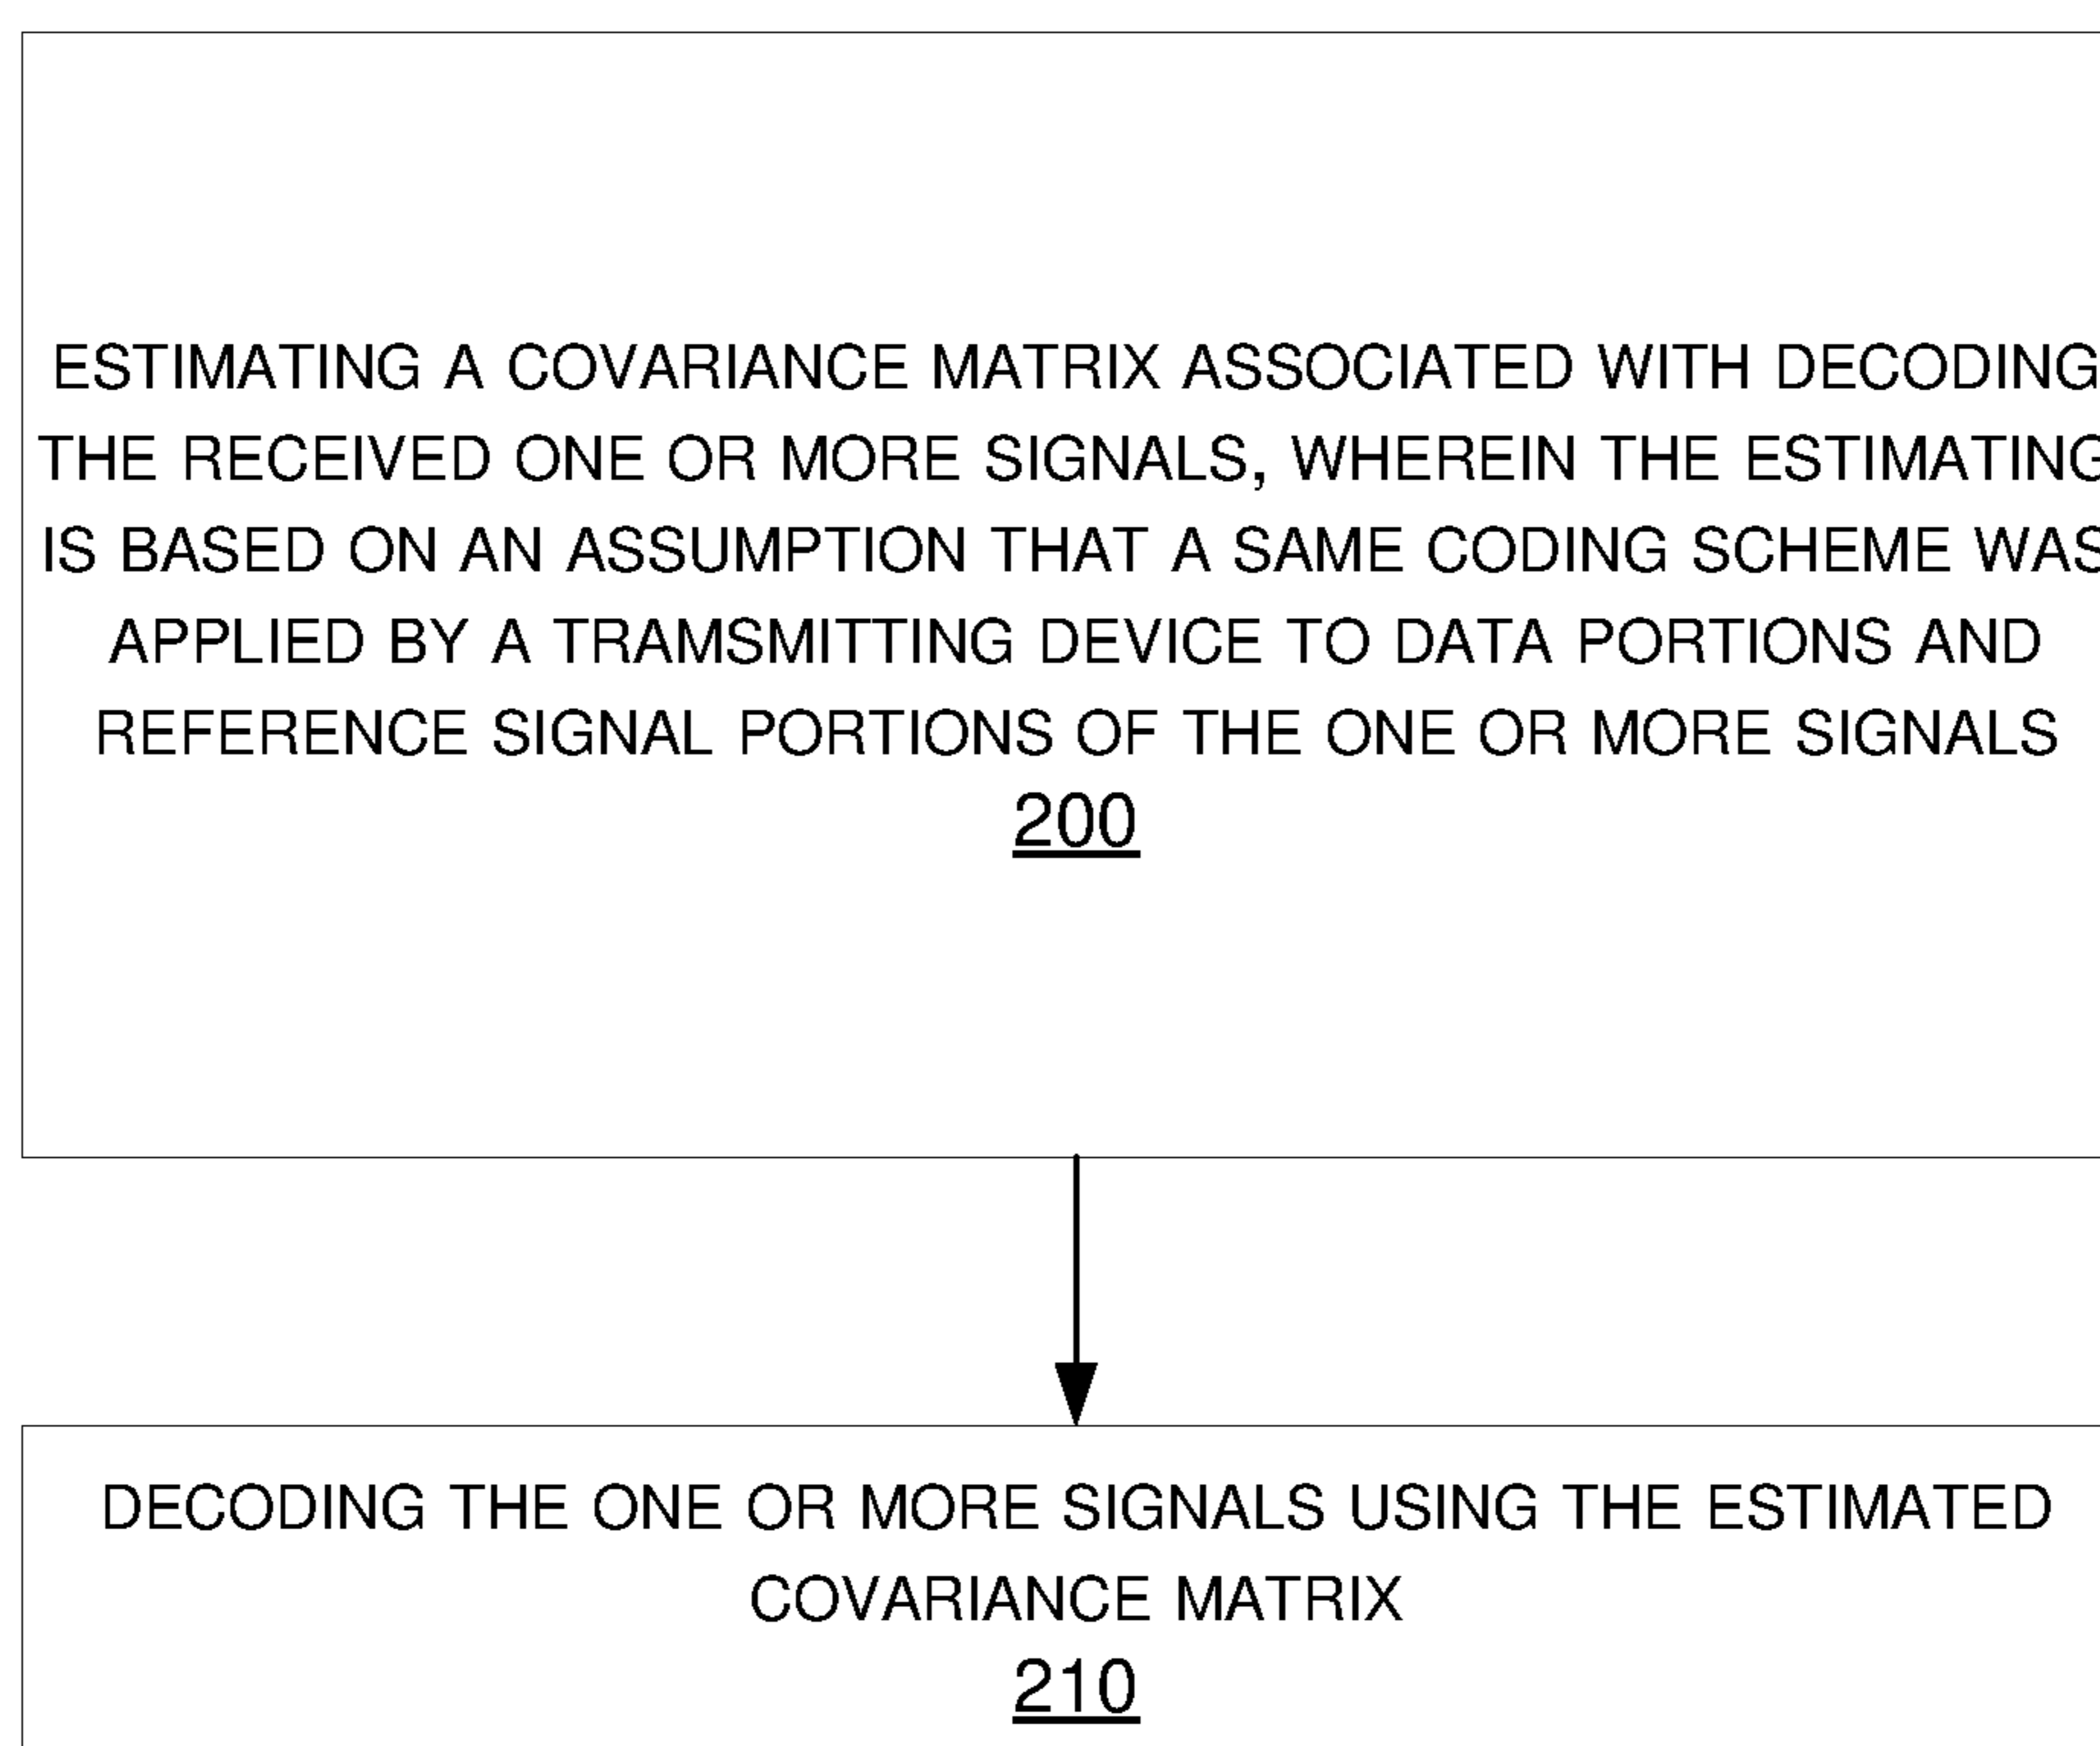 ESTIMATING A COVARIANCE MATRIX ASSOCIATED WITH DECODING
THE RECEIVED ONE OR MORE SIGNALS, WHEREIN THE ESTIMATING
IS BASED ON AN ASSUMPTION THAT A SAME CODING SCHEME WAS
APPLIED BY A TRAMSMITTING DEVICE TO DATA PORTIONS AND
REFERENCE SIGNAL PORTIONS OF THE ONE OR MORE SIGNALS
200
DECODING THE ONE OR MORE SIGNALS USING THE ESTIMATED
COVARIANCE MATRIX
210